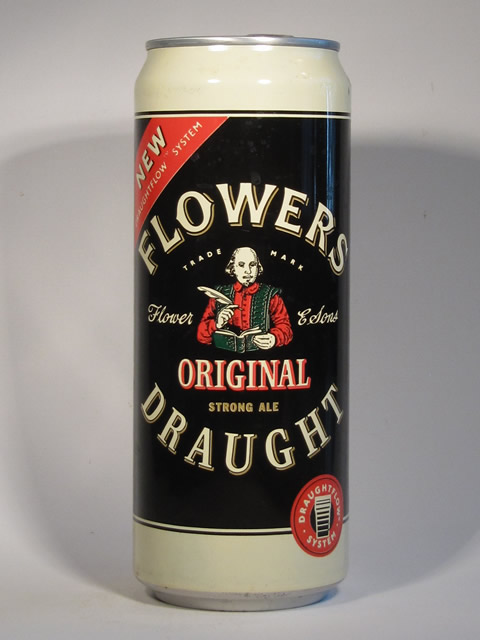 NEW
DRAUGHTFLOW SYSTEM
FLOWERS
TRADE MARK
Flower & Sons
ORIGINAL
STRONG ALE
DRAUGHT
DRAUGHTFLOW
SYSTEM